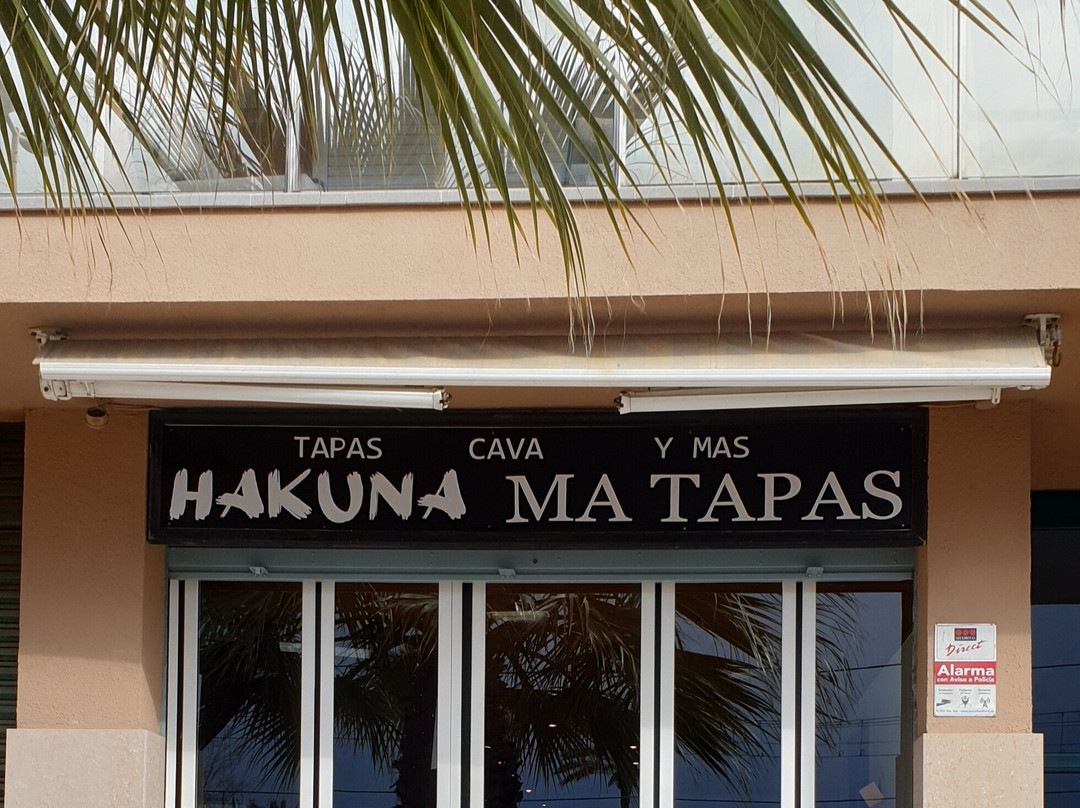 TAPAS CAVA Y MAS
HAKUNA MA TAPAS
Direct
Alarma
con Aviso a Policía